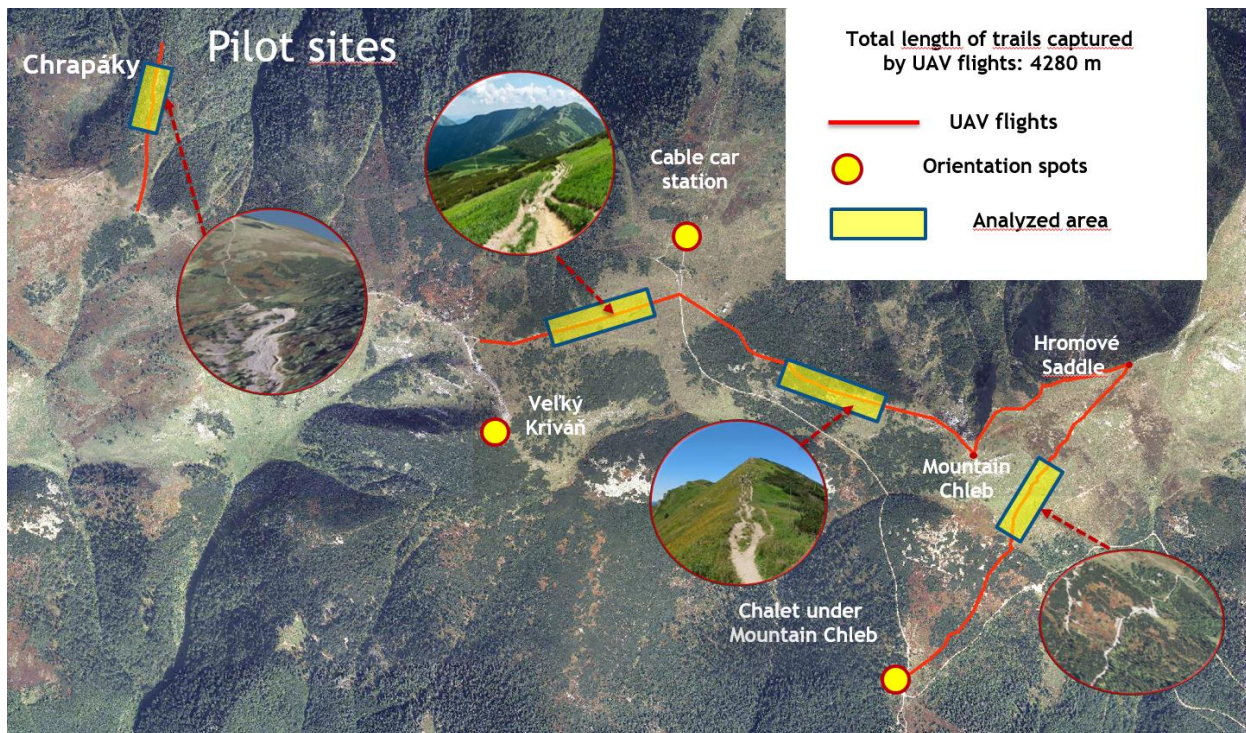 Pilot sites
Chrapáky
Total length of trails captured
by UAV flights: 4280 m
UAV flights
Orientation spots
Analyzed area
Cable car
station
Hromové
Saddle
Veľký
Kriváň
Mountain
Chleb
Chalet under
Mountain Chleb